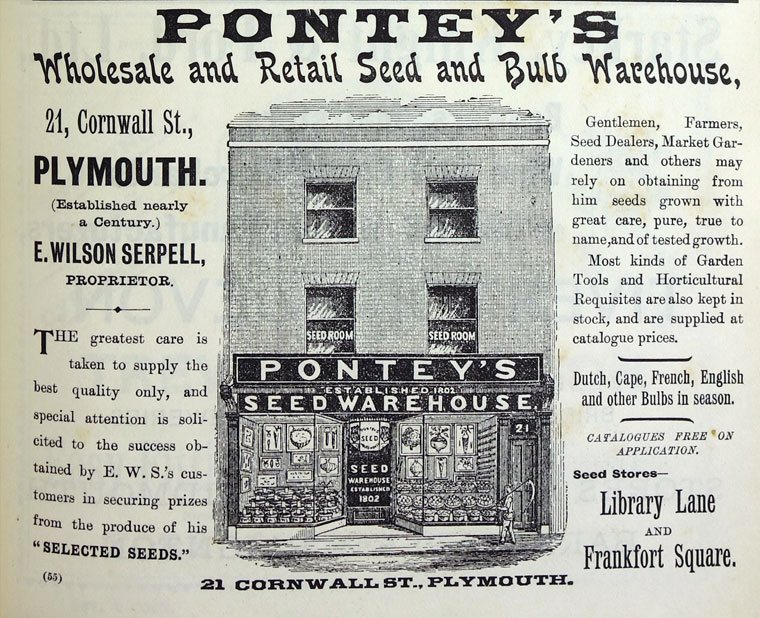 PONTEY'S
Wholesale and Retail Seed and Bulb Warehouse,
21, Cornwall St.,
PLYMOUTH.
(Established nearly
a Century.)
E. WILSON SERPELL,
PROPRIETOR.
THE greatest care is
taken to supply the
best quality only, and
special attention is soli-
cited to the success ob-
tained by E. W. S.'s cus-
tomers in securing prizes
from the produce of his
"SELECTED SEEDS."
(55)
SEED ROOM
SEED ROOM
PONTEY'S
ESTABLISHED 1802
SEED WAREHOUSE.
21
SEED
SEED
WAREHOUSE
ESTABLISHED
1802
21 CORNWALL ST., PLYMOUTH.
Gentlemen, Farmers,
Seed Dealers, Market Gar-
deners and others may
rely on obtaining from
him seeds grown with
great care, pure, true to
name, and of tested growth.
Most kinds of Garden
Tools and Horticultural
Requisites are also kept in
stock, and are supplied at
catalogue prices.
Dutch, Cape, French, English
and other Bulbs in season.
CATALOGUES FREE ON
APPLICATION.
Seed Stores—
Library Lane
AND
Frankfort Square.